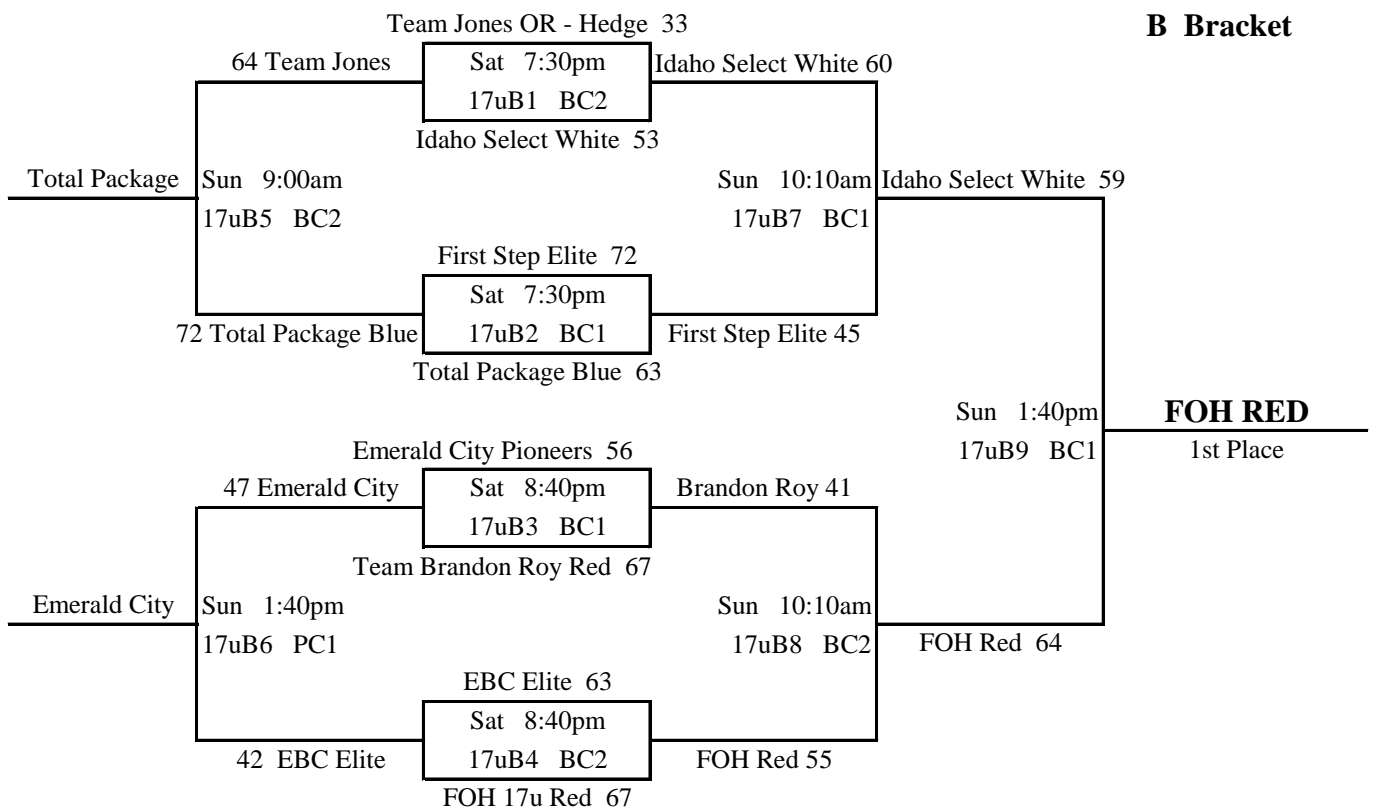 Team Jones OR - Hedge 33
B Bracket
64 Team Jones
Sat 7:30pm
Idaho Select White 60
17uB1 BC2
Idaho Select White 53
Total Package
Sun 9:00am
Sun 10:10am
Idaho Select White 59
17uB5 BC2
17uB7 BC1
First Step Elite 72
Sat 7:30pm
72 Total Package Blue
17uB2 BC1
First Step Elite 45
Total Package Blue 63
Sun 1:40pm
FOH RED
17uB9 BC1
1st Place
Emerald City Pioneers 56
47 Emerald City
Sat 8:40pm
Brandon Roy 41
17uB3 BC1
Team Brandon Roy Red 67
Emerald City
Sun 1:40pm
Sun 10:10am
17uB6 PC1
17uB8 BC2
FOH Red 64
EBC Elite 63
Sat 8:40pm
42 EBC Elite
17uB4 BC2
FOH Red 55
FOH 17u Red 67